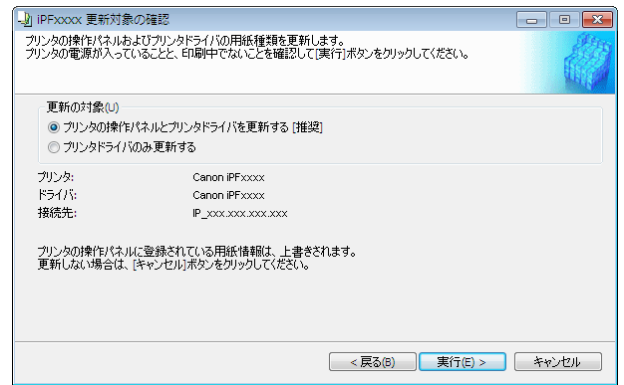 iPFxxxx 更新対象の確認
プリンタの操作パネルおよびプリンタドライバの用紙種類を更新します。
プリンタの電源が入っていることと、印刷中でないことを確認して[実行]ボタンをクリックしてください。
更新の対象(U)
プリンタの操作パネルとプリンタドライバを更新する [推奨]
プリンタドライバのみ更新する
プリンタ: Canon iPFxxxx
ドライバ: Canon iPFxxxx
接続先: IP_xxx.xxx.xxx.xxx
プリンタの操作パネルに登録されている用紙情報は、上書きされます。
更新しない場合は、[キャンセル]ボタンをクリックしてください。
< 戻る(B) 実行(E) > キャンセル